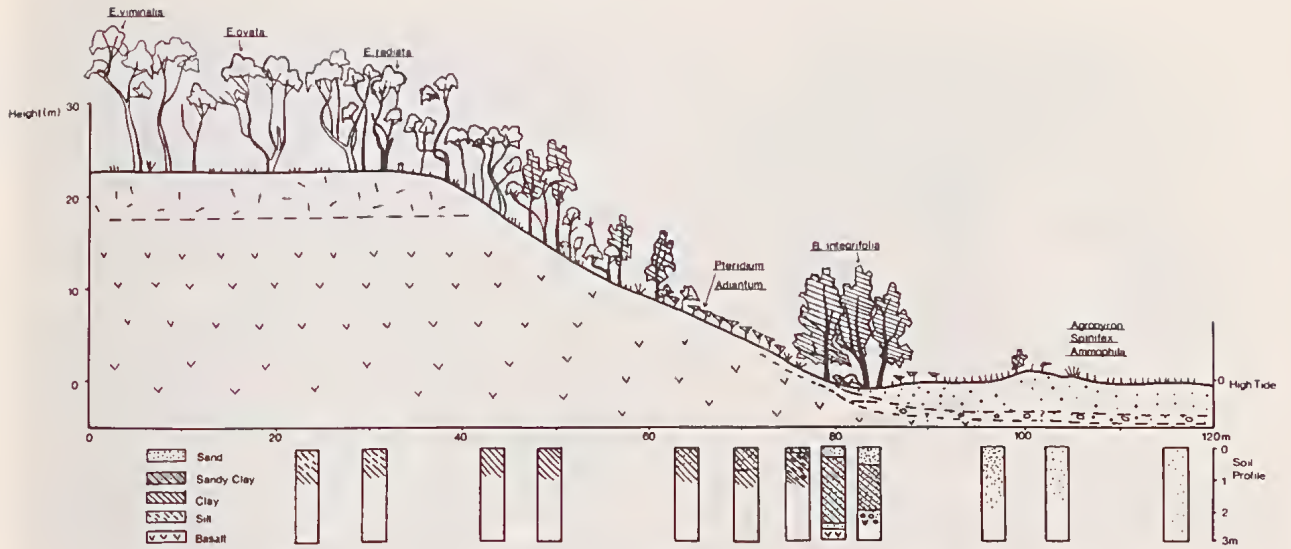 E. viminalis
E. ovata
E. radiata
Height (m)
30
20
10
0
Pteridium
Adiantum
B. integrifolia
Agropyron
Spinifex
Ammophila
0 High Tide
0 20 40 60 80 100 120m
Sand
Sandy Clay
Clay
Silt
Basalt
0
Soil
Profile
1
2
3m